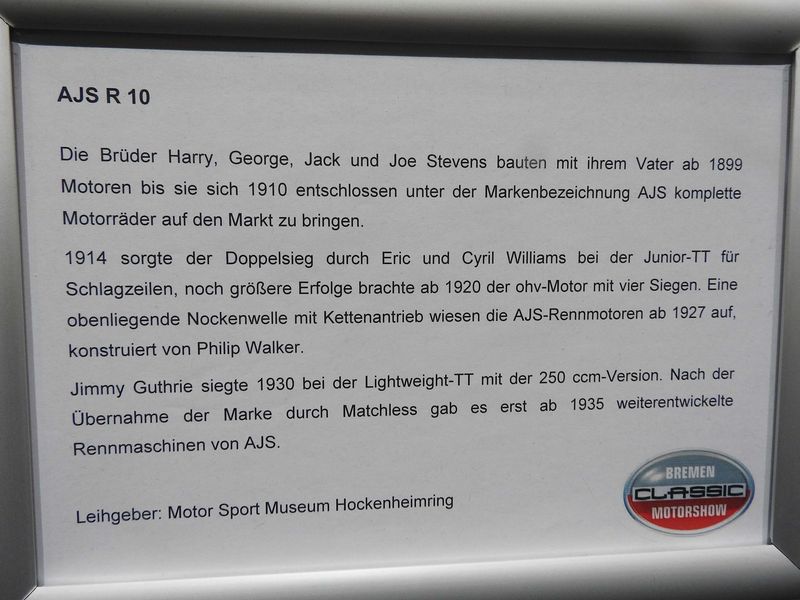 AJS R 10
Die Brüder Harry, George, Jack und Joe Stevens bauten mit ihrem Vater ab 1899
Motoren bis sie sich 1910 entschlossen unter der Markenbezeichnung AJS komplette
Motorräder auf den Markt zu bringen.
1914 sorgte der Doppelsieg durch Eric und Cyril Williams bei der Junior-TT für
Schlagzeilen, noch größere Erfolge brachte ab 1920 der ohv-Motor mit vier Siegen. Eine
obenliegende Nockenwelle mit Kettenantrieb wiesen die AJS-Rennmotoren ab 1927 auf,
konstruiert von Philip Walker.
Jimmy Guthrie siegte 1930 bei der Lightweight-TT mit der 250 ccm-Version. Nach der
Übernahme der Marke durch Matchless gab es erst ab 1935 weiterentwickelte
Rennmaschinen von AJS.
Leihgeber: Motor Sport Museum Hockenheimring
BREMEN
CLASSIC
MOTORSHOW